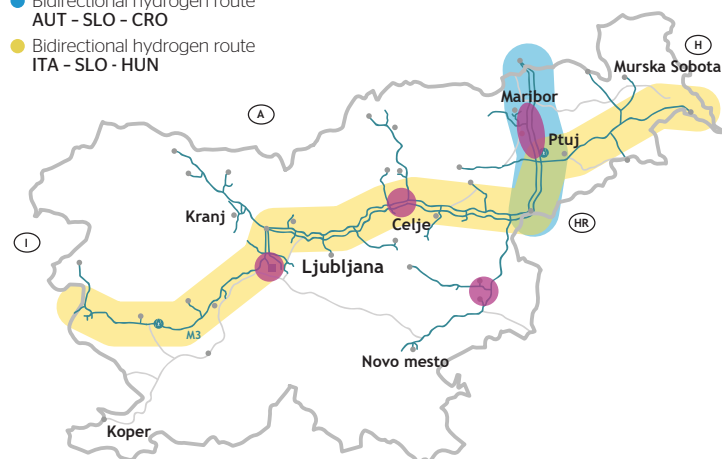 Bidirectional hydrogen route
AUT – SLO – CRO
Bidirectional hydrogen route
ITA – SLO - HUN
H
Murska Sobota
Maribor
A
Ptuj
Kranj
HR
Celje
I
Ljubljana
M3
Novo mesto
Koper